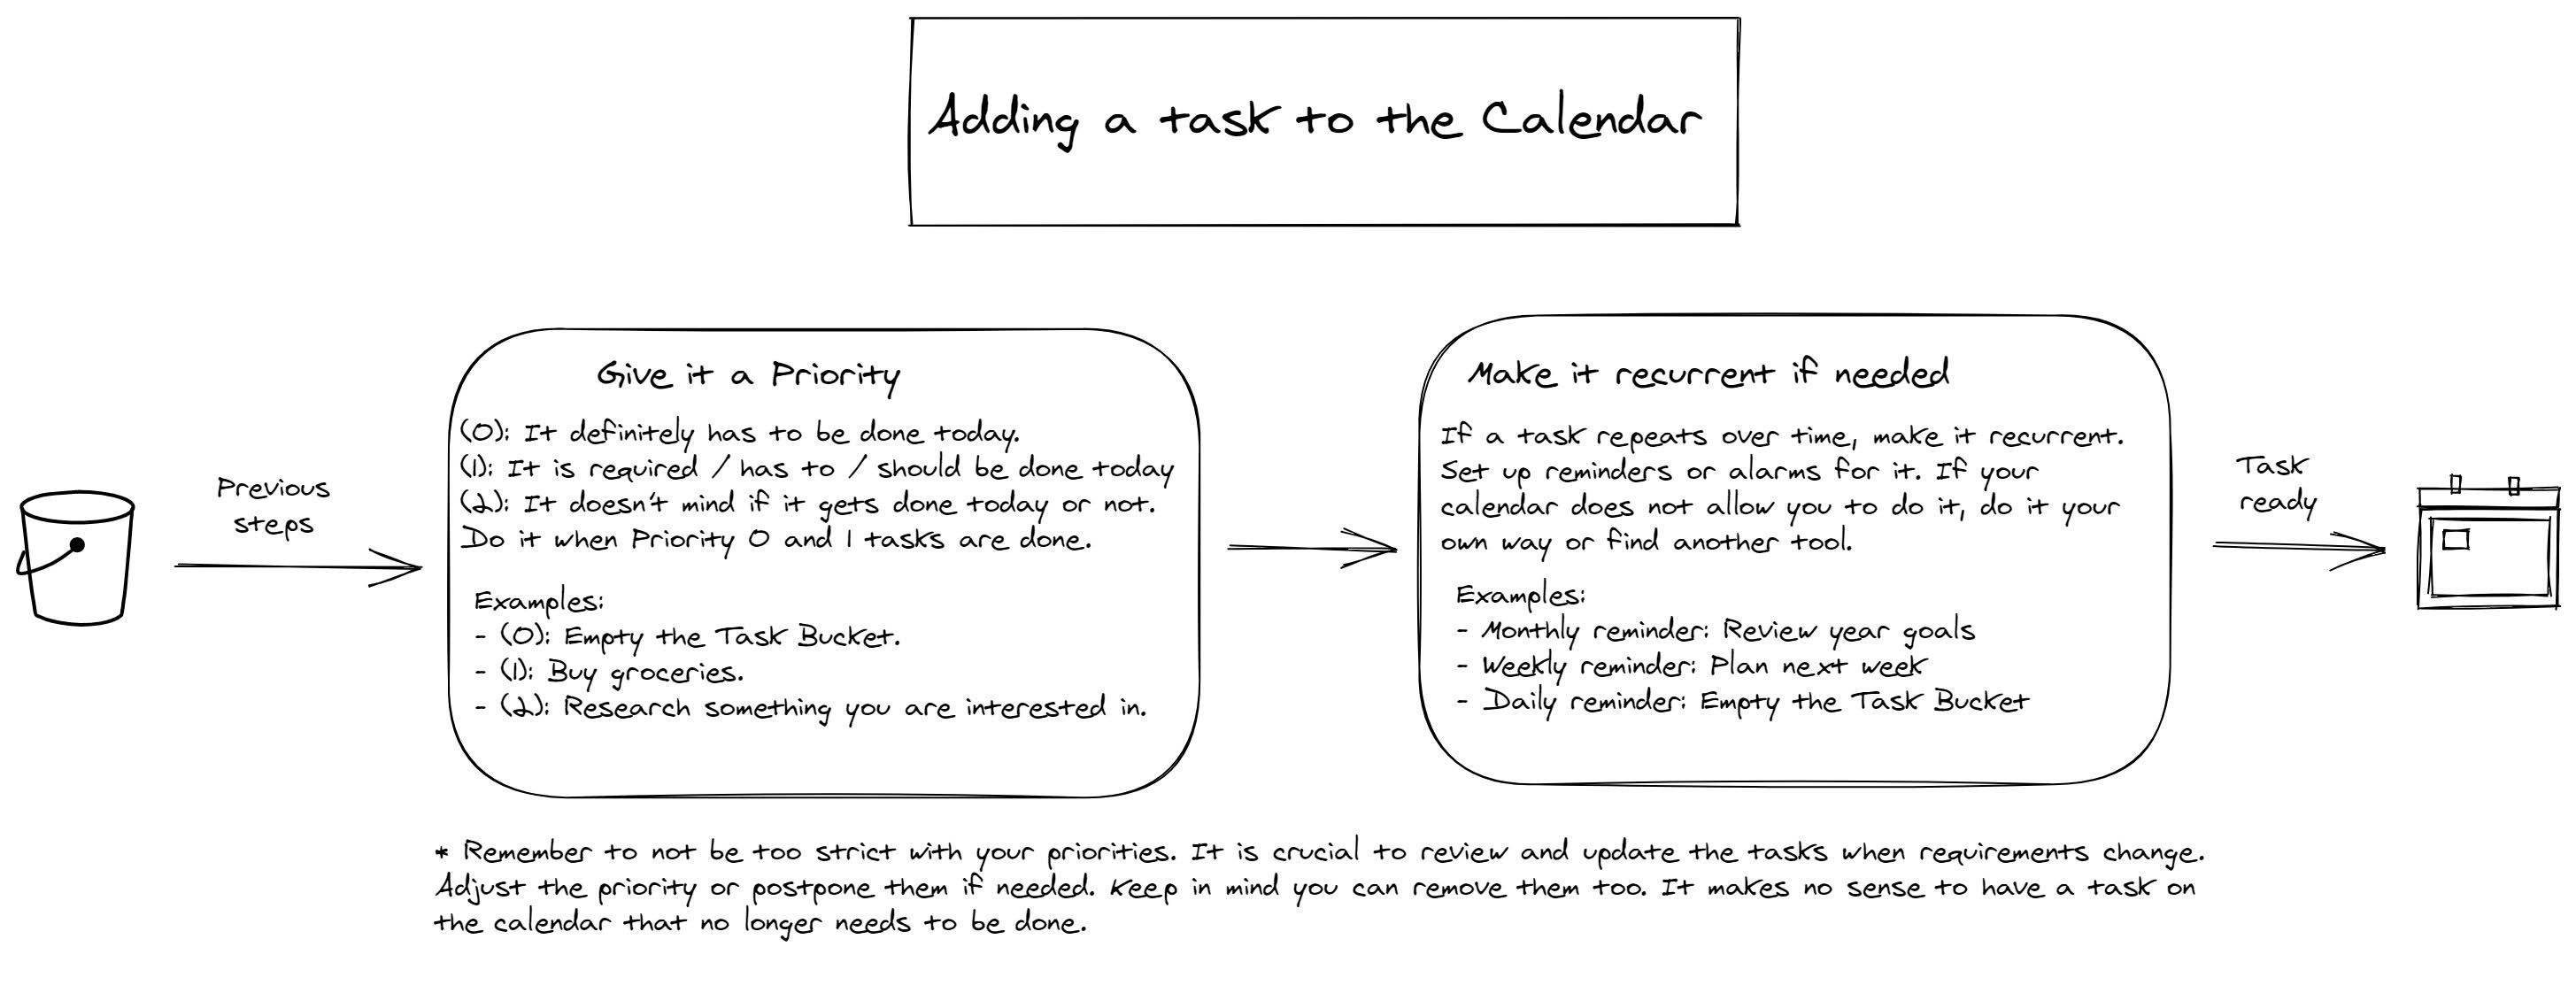 Adding a task to the Calendar
Previous
steps
Give it a Priority
(0): It definitely has to be done today.
(1): It is required / has to / should be done today
(2): It doesn't mind if it gets done today or not.
Do it when Priority 0 and 1 tasks are done.
Examples:
- (0): Empty the Task Bucket.
- (1): Buy groceries.
- (2): Research something you are interested in.
Make it recurrent if needed
If a task repeats over time, make it recurrent.
Set up reminders or alarms for it. If your
calendar does not allow you to do it, do it your
own way or find another tool.
Examples:
- Monthly reminder: Review year goals
- Weekly reminder: Plan next week
- Daily reminder: Empty the Task Bucket
Task
ready
* Remember to not be too strict with your priorities. It is crucial to review and update the tasks when requirements change.
Adjust the priority or postpone them if needed. Keep in mind you can remove them too. It makes no sense to have a task on
the calendar that no longer needs to be done.